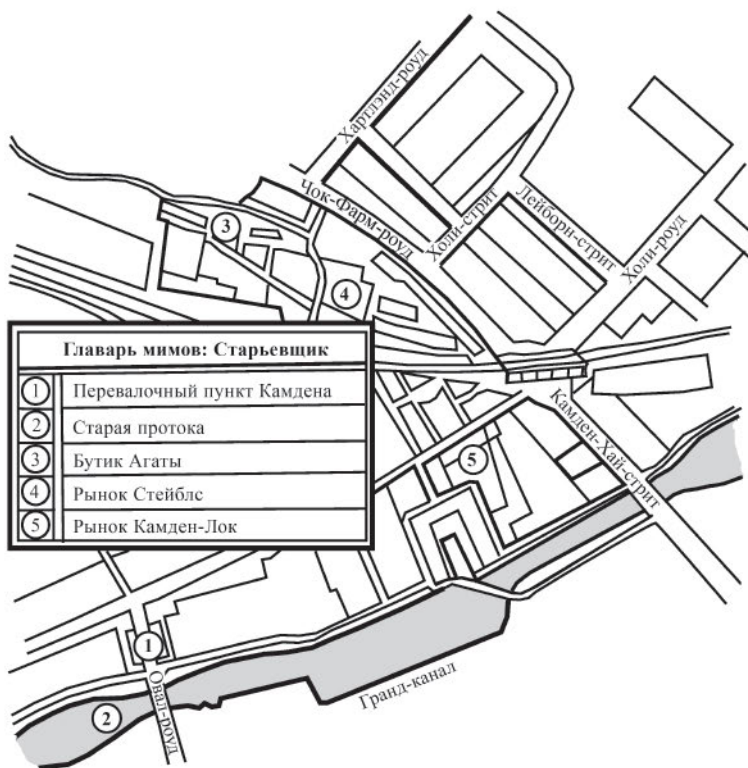 Хартлэнд-роуд
Чок-Фарм-роуд
Холи-стрит
Лейборн-стрит
Холи-роуд
3
4
Главарь мимов: Старьевщик
1 Перевалочный пункт Камдена
2 Старая протока
3 Бутик Агаты
4 Рынок Стейблс
5 Рынок Камден-Лок
Камден-Хай-стрит
5
1
Овал-роуд
2
Гранд-канал